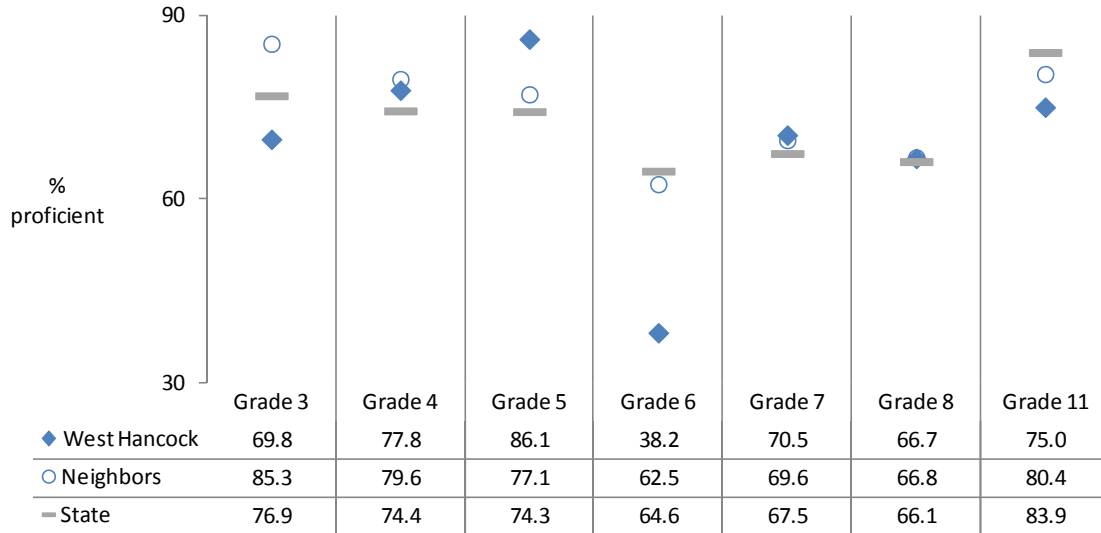 90
60
30
%
proficient
Grade 3 Grade 4 Grade 5 Grade 6 Grade 7 Grade 8 Grade 11
West Hancock 69.8 77.8 86.1 38.2 70.5 66.7 75.0
Neighbors 85.3 79.6 77.1 62.5 69.6 66.8 80.4
State 76.9 74.4 74.3 64.6 67.5 66.1 83.9